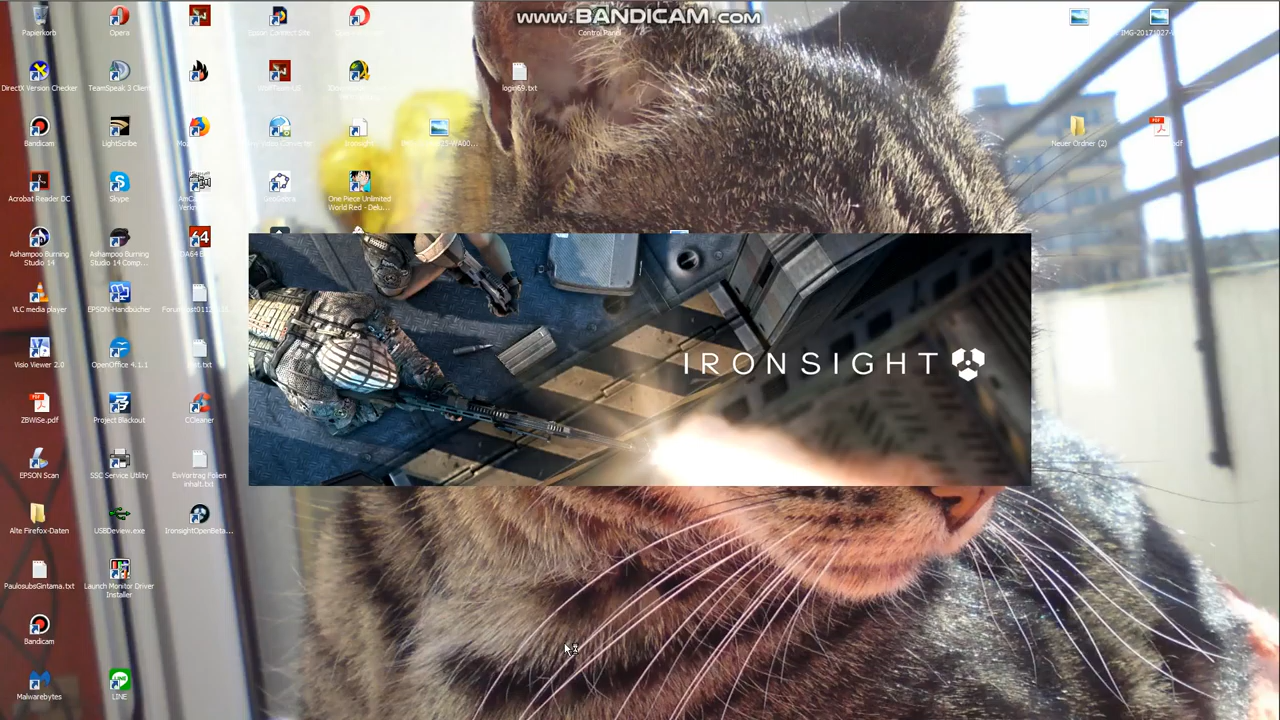 www.BANDICAM.com
Papierkorb
Opera
Control Panel
DirectX Version Checker
TeamSpeak 3 Client
login69.txt
Bandicam
LightScribe
Neuer Ordner (2)
Acrobat Reader DC
Skype
GeoGebra
One Piece Unlimited
World Red - Delu...
Ashampoo Burning
Studio 14
Ashampoo Burning
Studio 14 Comp...
VLC media player
EPSON-Handbücher
IRONSIGHT
Visio Viewer 2.0
OpenOffice 4.1.1
ZBWiSe.pdf
Project Blackout
CCleaner
EPSON Scan
SSC Service Utility
EwVortrag Folien
inhalt.txt
Alte Firefox-Daten
USBDeview.exe
IronsightOpenBeta...
PaulosubsGintama.txt
Launch Monitor Driver
Installer
Bandicam
Malwarebytes
LINE